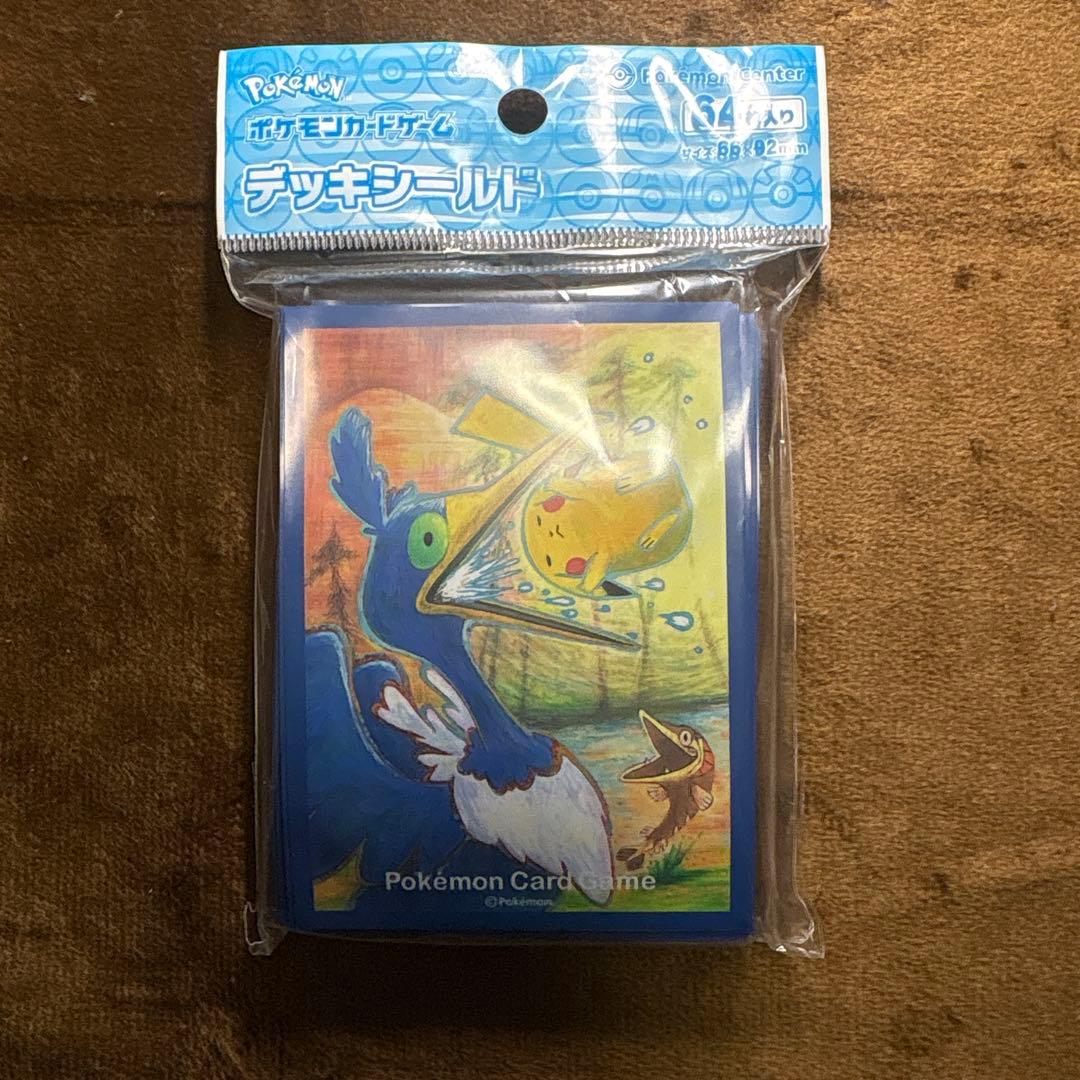 POKéMON
ポケモンカードゲーム
デッキシールド
Pokémon Center
64枚入り
サイズ:66×92mm
Pokémon Card Game
©Pokémon